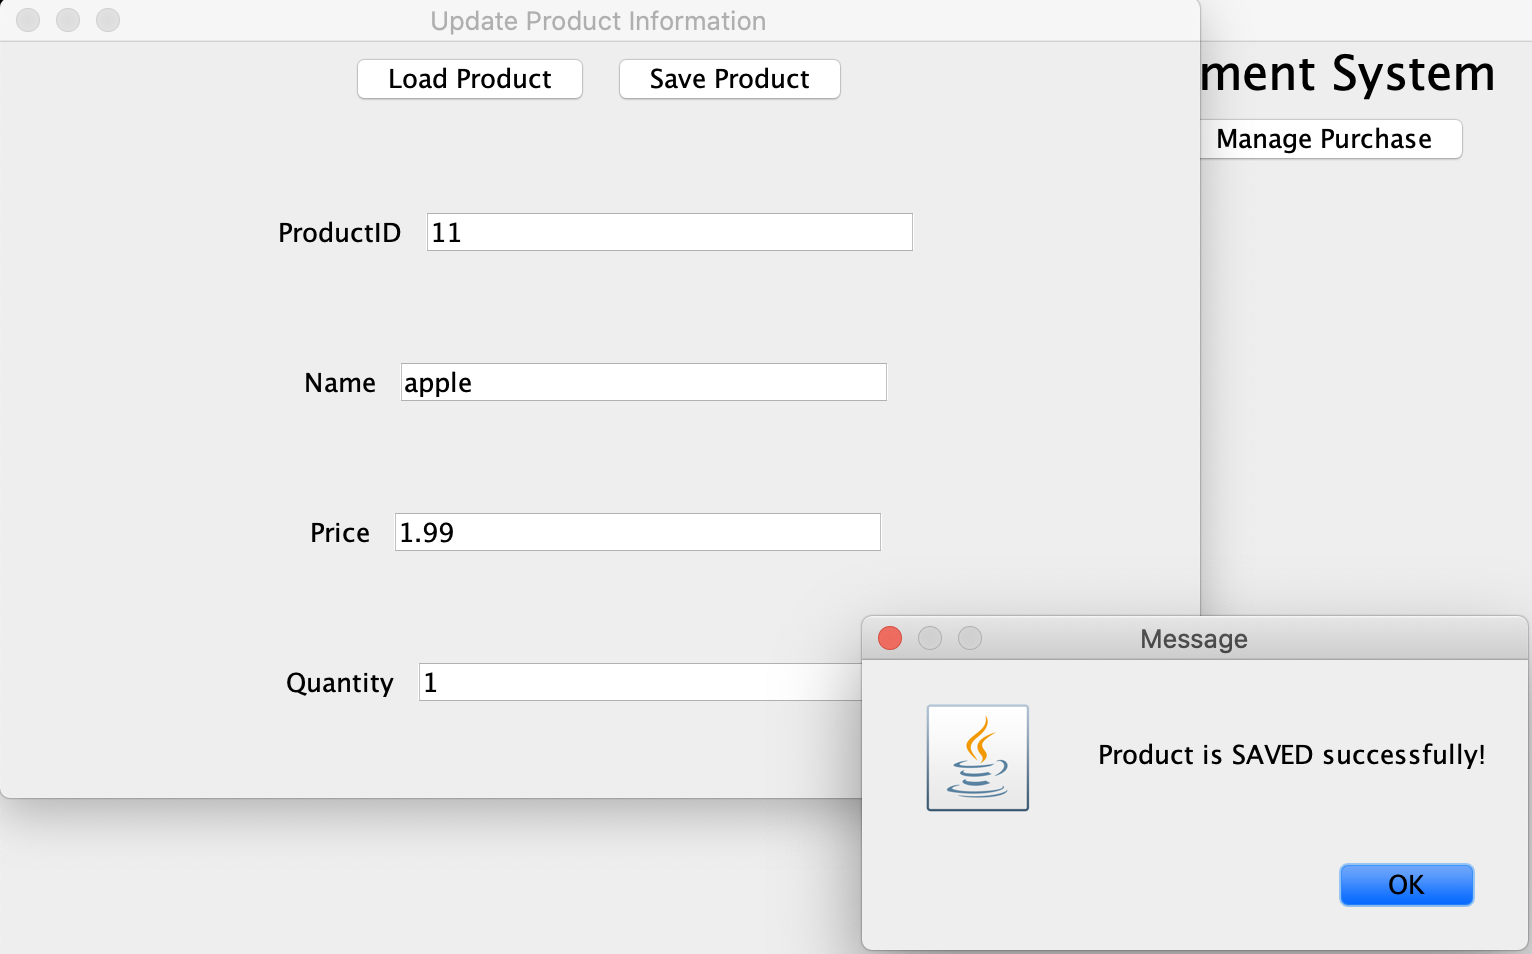 Update Product Information
Load Product Save Product
ment System
Manage Purchase
ProductID 11
Name apple
Price 1.99
Quantity 1
Message
Product is SAVED successfully!
OK